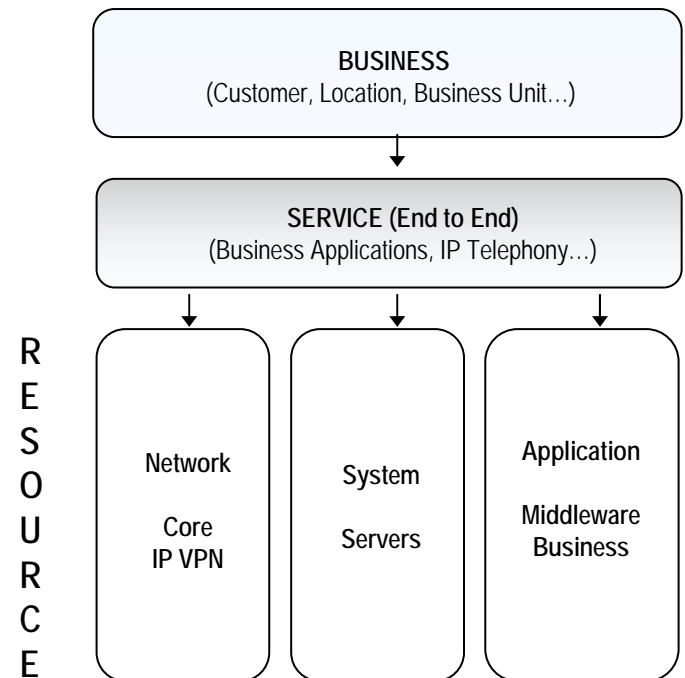 BUSINESS
(Customer, Location, Business Unit…)
SERVICE (End to End)
(Business Applications, IP Telephony…)
R
E
S
O
U
R
C
E
Network
Core
IP VPN
System
Servers
Application
Middleware
Business